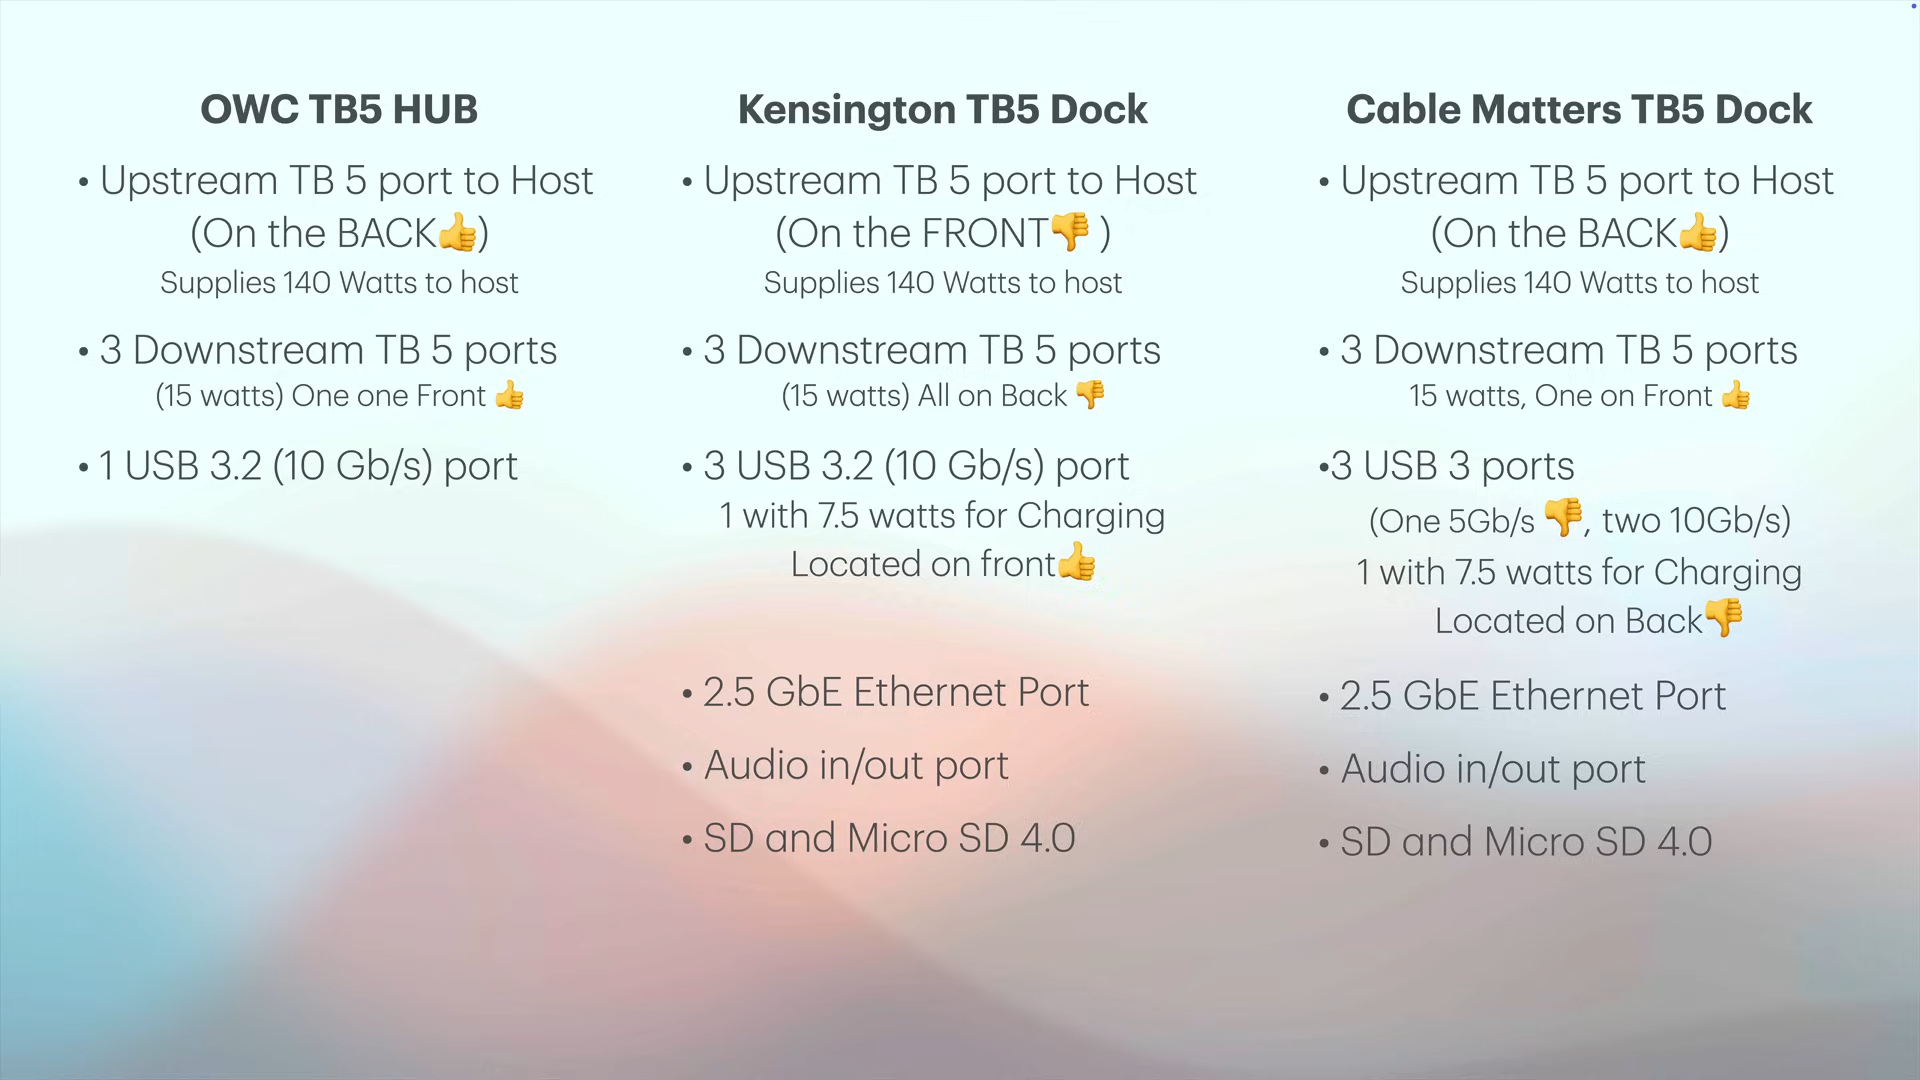 OWC TB5 HUB
• Upstream TB 5 port to Host
(On the BACK👍)
Supplies 140 Watts to host
• 3 Downstream TB 5 ports
(15 watts) One one Front 👍
• 1 USB 3.2 (10 Gb/s) port
Kensington TB5 Dock
• Upstream TB 5 port to Host
(On the FRONT👎 )
Supplies 140 Watts to host
• 3 Downstream TB 5 ports
(15 watts) All on Back 👎
• 3 USB 3.2 (10 Gb/s) port
1 with 7.5 watts for Charging
Located on front👍
• 2.5 GbE Ethernet Port
• Audio in/out port
• SD and Micro SD 4.0
Cable Matters TB5 Dock
• Upstream TB 5 port to Host
(On the BACK👍)
Supplies 140 Watts to host
• 3 Downstream TB 5 ports
15 watts, One on Front 👍
•3 USB 3 ports
(One 5Gb/s 👎, two 10Gb/s)
1 with 7.5 watts for Charging
Located on Back👎
• 2.5 GbE Ethernet Port
• Audio in/out port
• SD and Micro SD 4.0